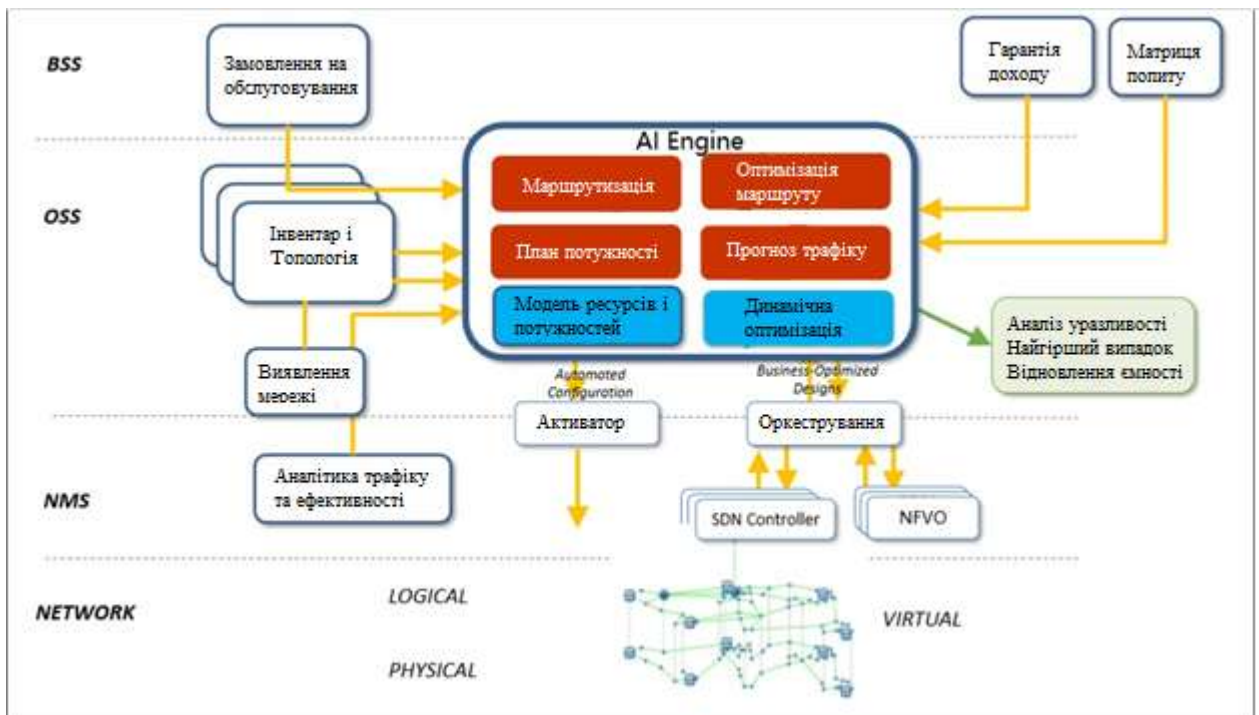 BSS
Замовлення на
обслуговування
Гарантія
доходу
Матриця
попиту
AI Engine
OSS
Маршрутизація
Оптимізація
маршруту
Інвентар і
Топологія
План потужності
Прогноз трафіку
Модель ресурсів і
потужностей
Динамічна
оптимізація
Аналіз уразливості
Найгірший випадок
Відновлення ємності
Виявлення
мережі
Automated
Configuration
Business-Optimized
Designs
Активатор
Оркестрування
NMS
Аналітика трафіку
та ефективності
SDN Controller
NFVO
NETWORK
LOGICAL
VIRTUAL
PHYSICAL